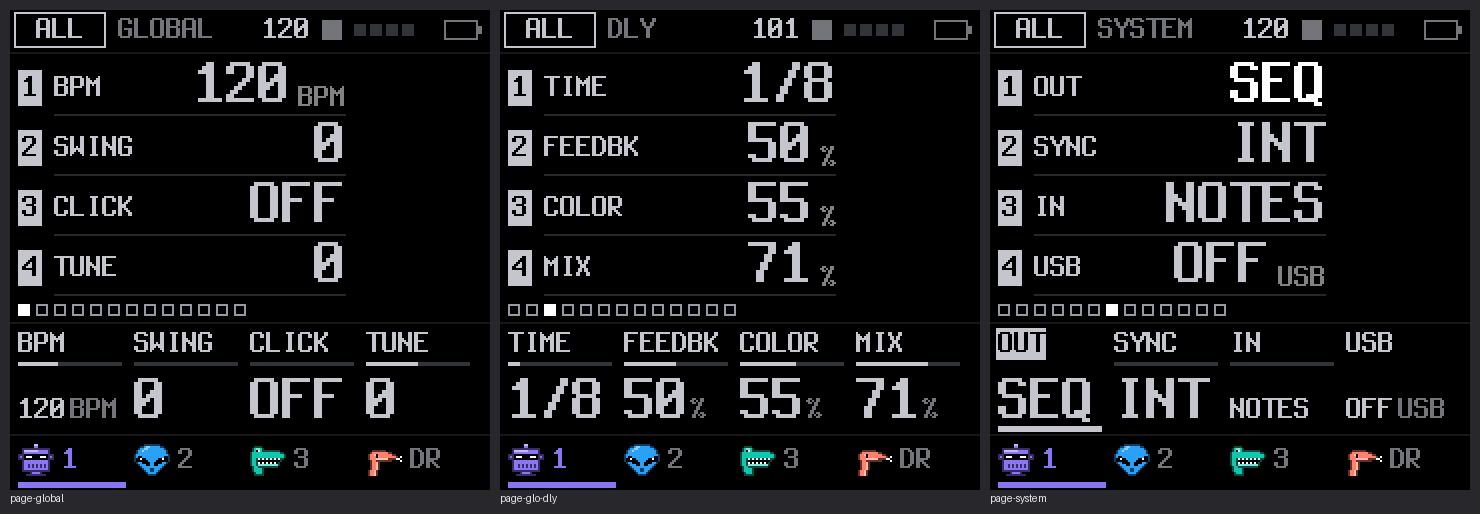 ALL GLOBAL 120
1 BPM 120 BPM
2 SWING 0
3 CLICK OFF
4 TUNE 0
BPM SWING CLICK TUNE
120 BPM 0 OFF 0
1 2 3 DR
page-global
ALL DLY 101
1 TIME 1/8
2 FEEDBK 50 %
3 COLOR 55 %
4 MIX 71 %
TIME FEEDBK COLOR MIX
1/8 50% 55% 71%
1 2 3 DR
page-glo-dly
ALL SYSTEM 120
1 OUT SEQ
2 SYNC INT
3 IN NOTES
4 USB OFF USB
OUT SYNC IN USB
SEQ INT NOTES OFF USB
1 2 3 DR
page-system